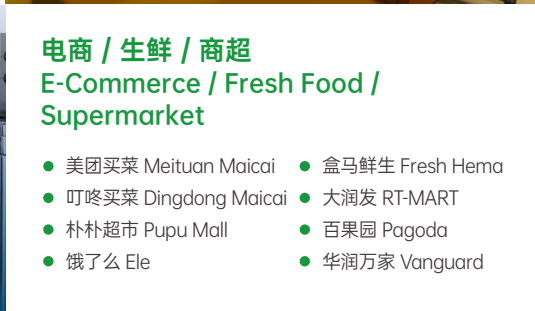 电商 / 生鲜 / 商超
E-Commerce / Fresh Food /
Supermarket
美团买菜 Meituan Maicai
叮咚买菜 Dingdong Maicai
朴朴超市 Pupu Mall
饿了么 Ele
盒马鲜生 Fresh Hema
大润发 RT-MART
百果园 Pagoda
华润万家 Vanguard